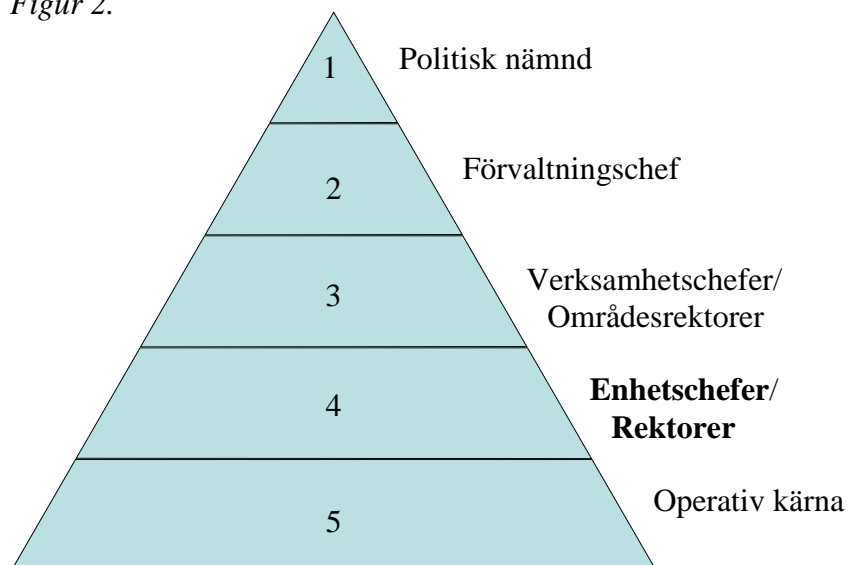 Figur 2.
1
Politisk nämnd
2
Förvaltningschef
3
Verksamhetschefer/
Områdesrektorer
4
Enhetschefer/
Rektorer
5
Operativ kärna